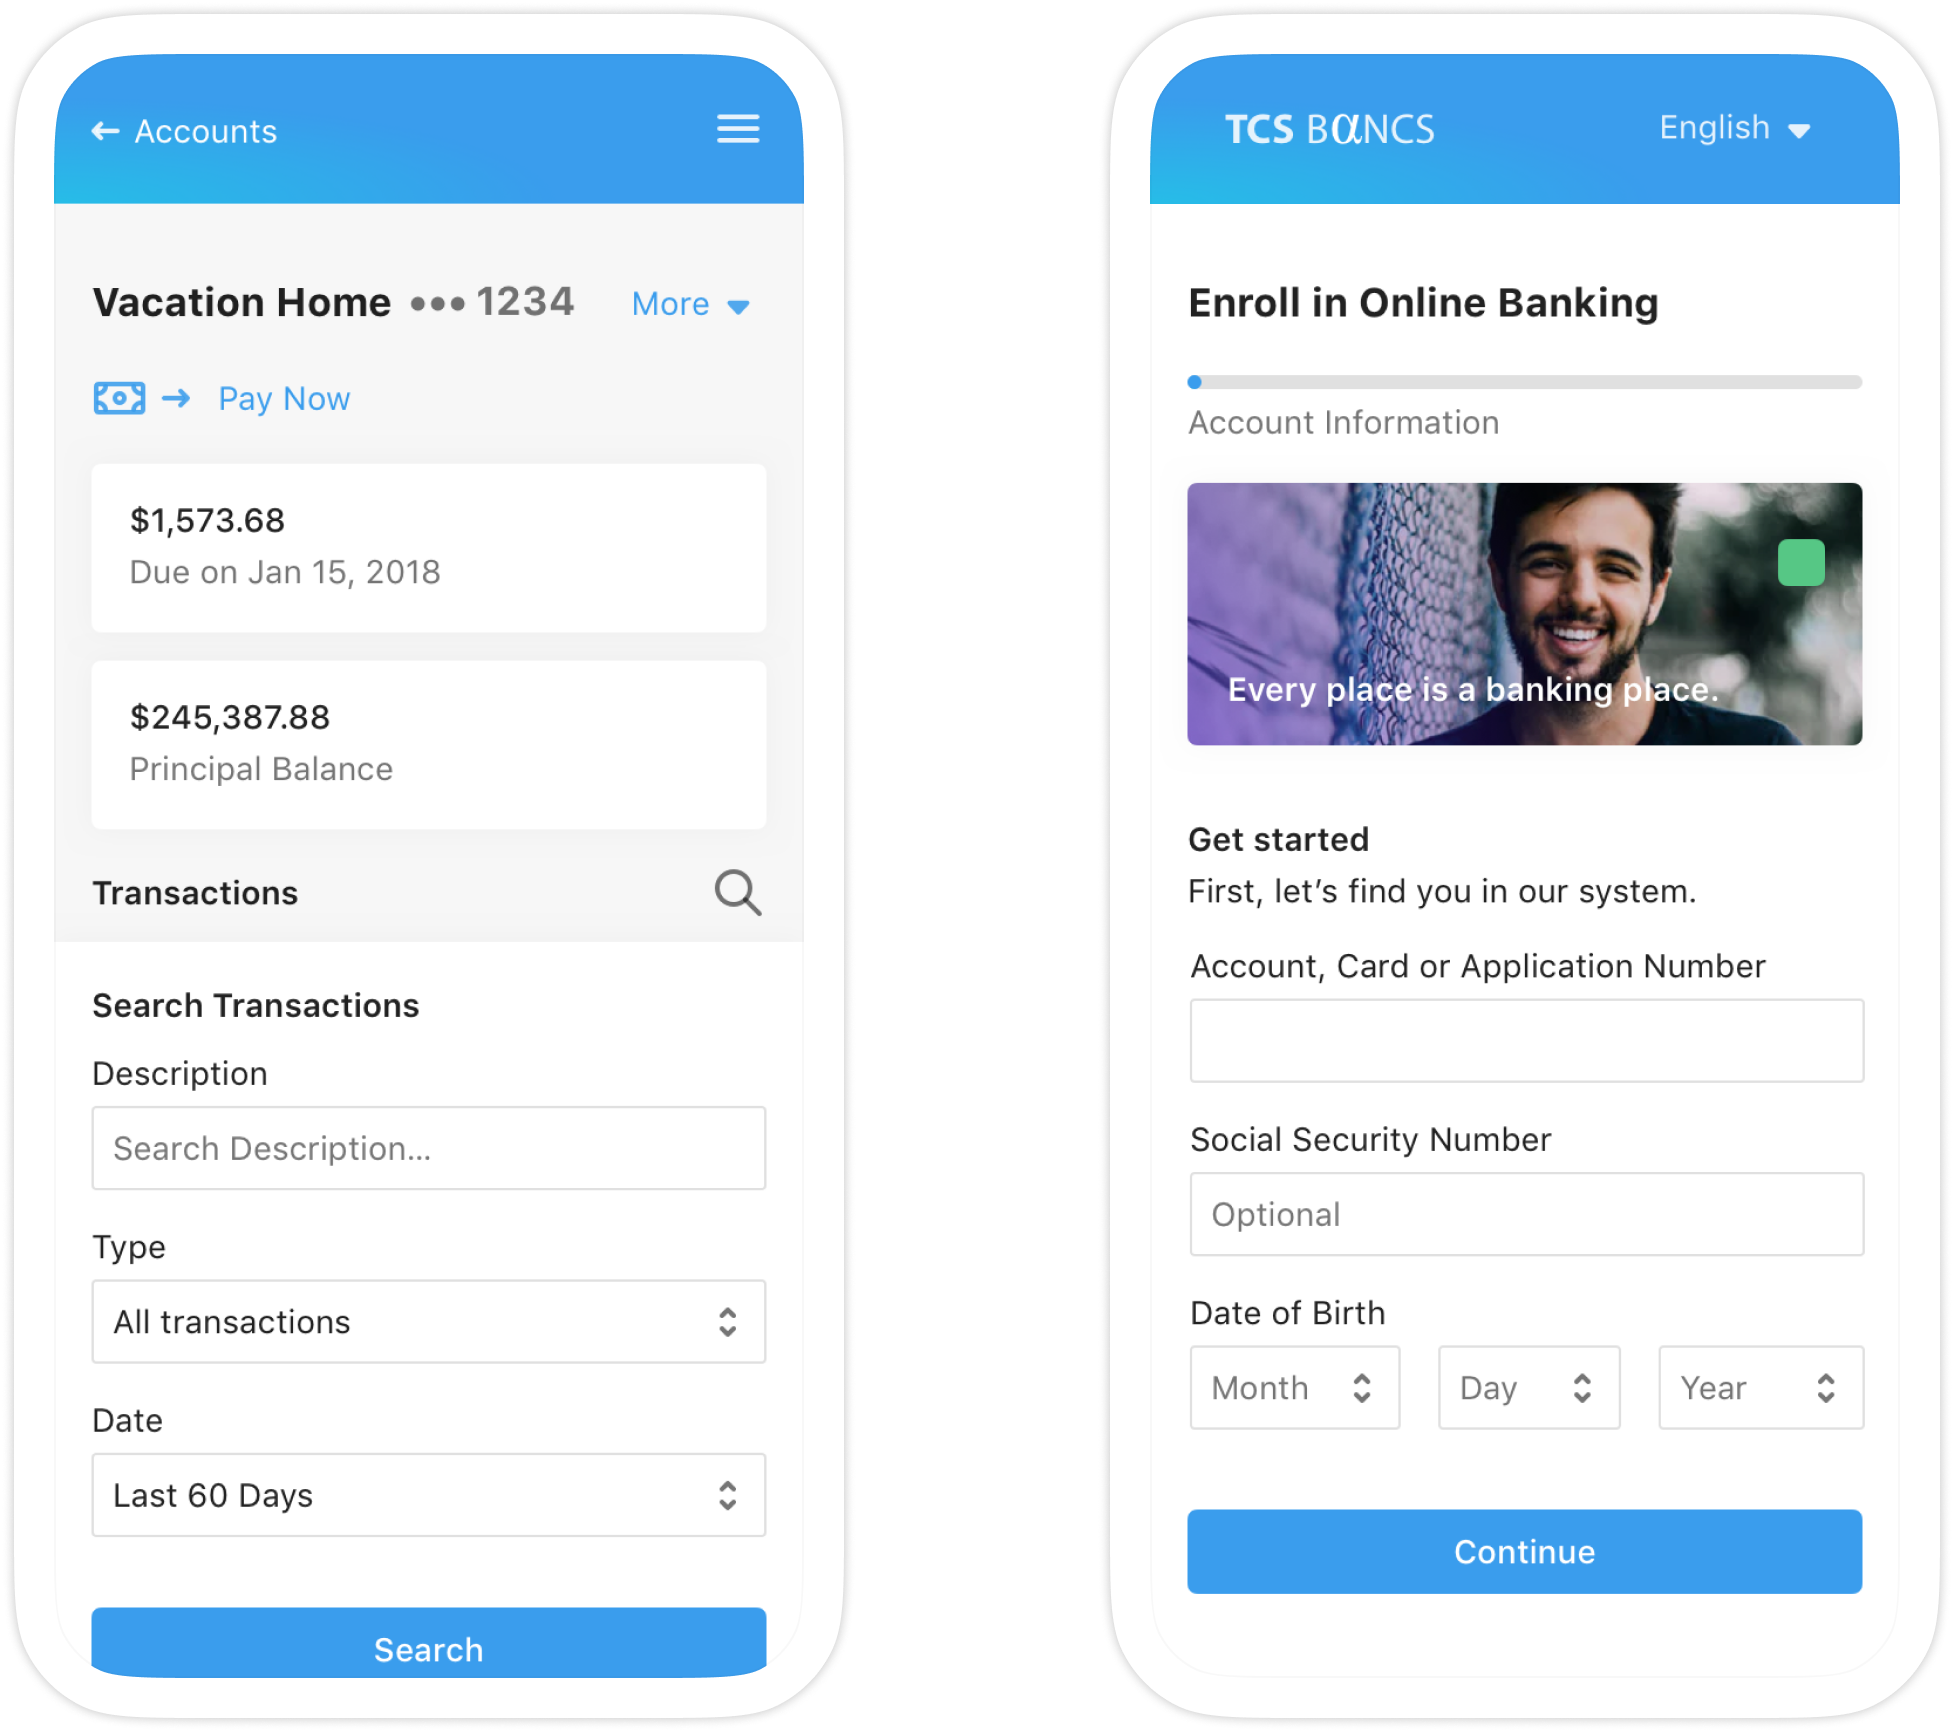 Accounts
Vacation Home ••• 1234 More
Pay Now
$1,573.68
Due on Jan 15, 2018
$245,387.88
Principal Balance
Transactions
Search Transactions
Description
Search Description...
Type
All transactions
Date
Last 60 Days
Search
TCS BαNCS English
Enroll in Online Banking
Account Information
Every place is a banking place.
Get started
First, let’s find you in our system.
Account, Card or Application Number
Social Security Number
Optional
Date of Birth
Month Day Year
Continue